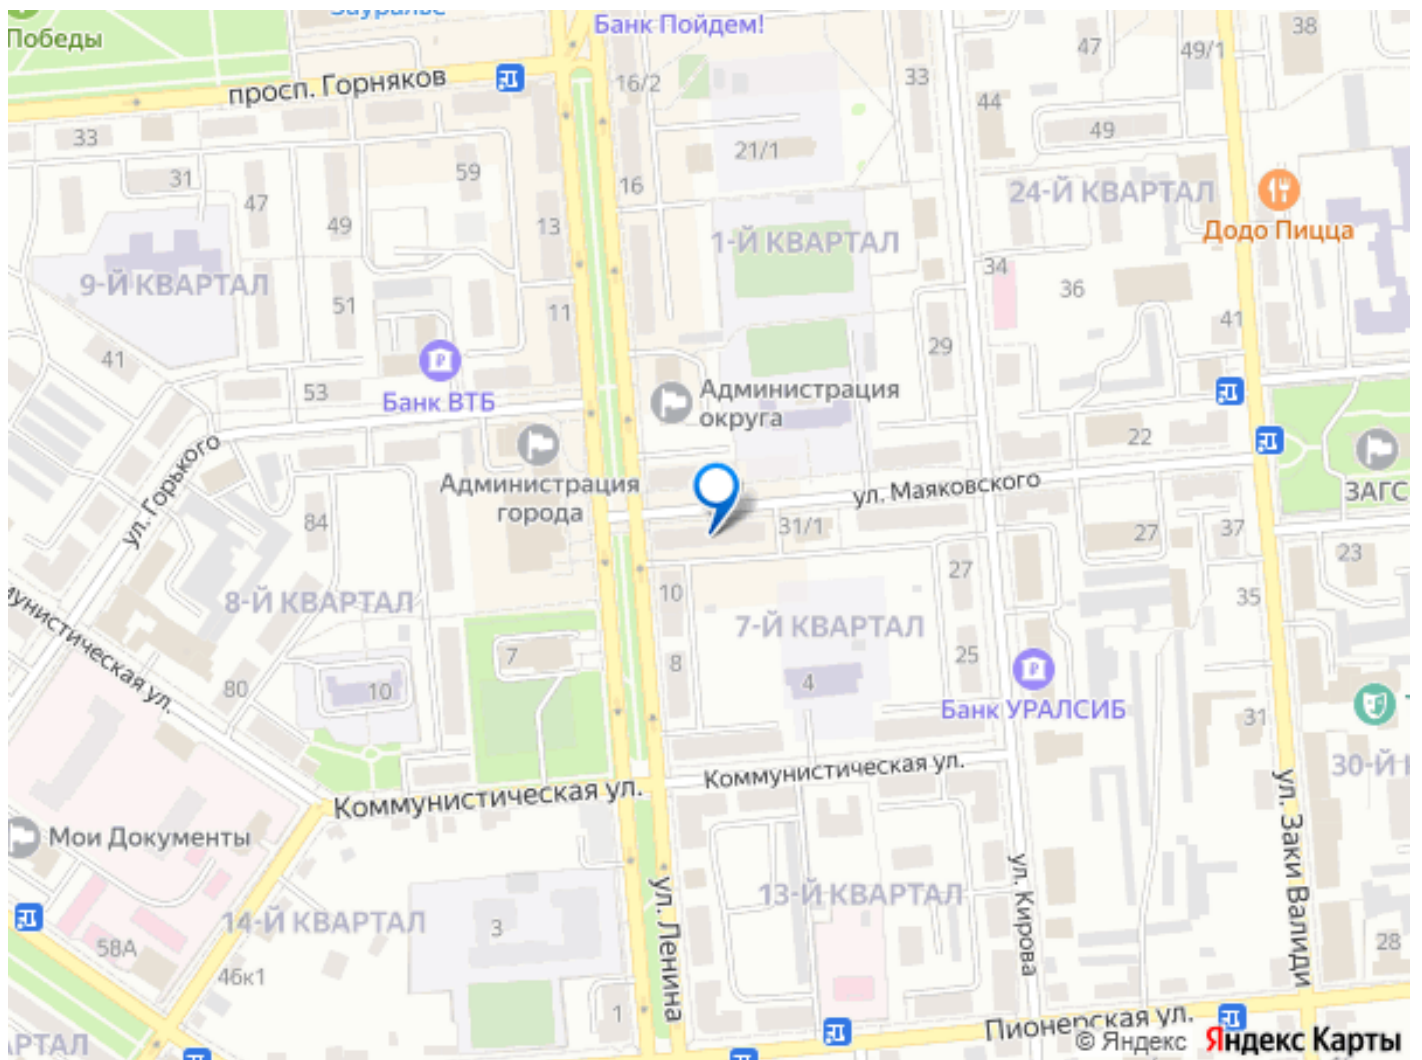 Зауралье
Банк Пойдем!
Победы
просп. Горняков
16/2
33
47
49/1
38
44
49
33
31
47
49
59
16
13
21/1
24-Й КВАРТАЛ
Додо Пицца
1-Й КВАРТАЛ
9-Й КВАРТАЛ
51
11
34
36
41
41
29
53
Банк ВТБ
Администрация
округа
22
ул. Горького
Администрация
города
ул. Маяковского
ЗАГС
84
31/1
27
37
23
27
10
35
8-Й КВАРТАЛ
7-Й КВАРТАЛ
7
8
25
80
10
4
Банк УРАЛСИБ
31
мунистическая ул.
30-Й К
Коммунистическая ул.
Коммунистическая ул.
Мои Документы
ул. Заки Валиди
ул. Кирова
ул. Ленина
13-Й КВАРТАЛ
14-Й КВАРТАЛ
3
58А
46к1
28
1
Пионерская ул.
АРТАЛ
© Яндекс Яндекс Карты